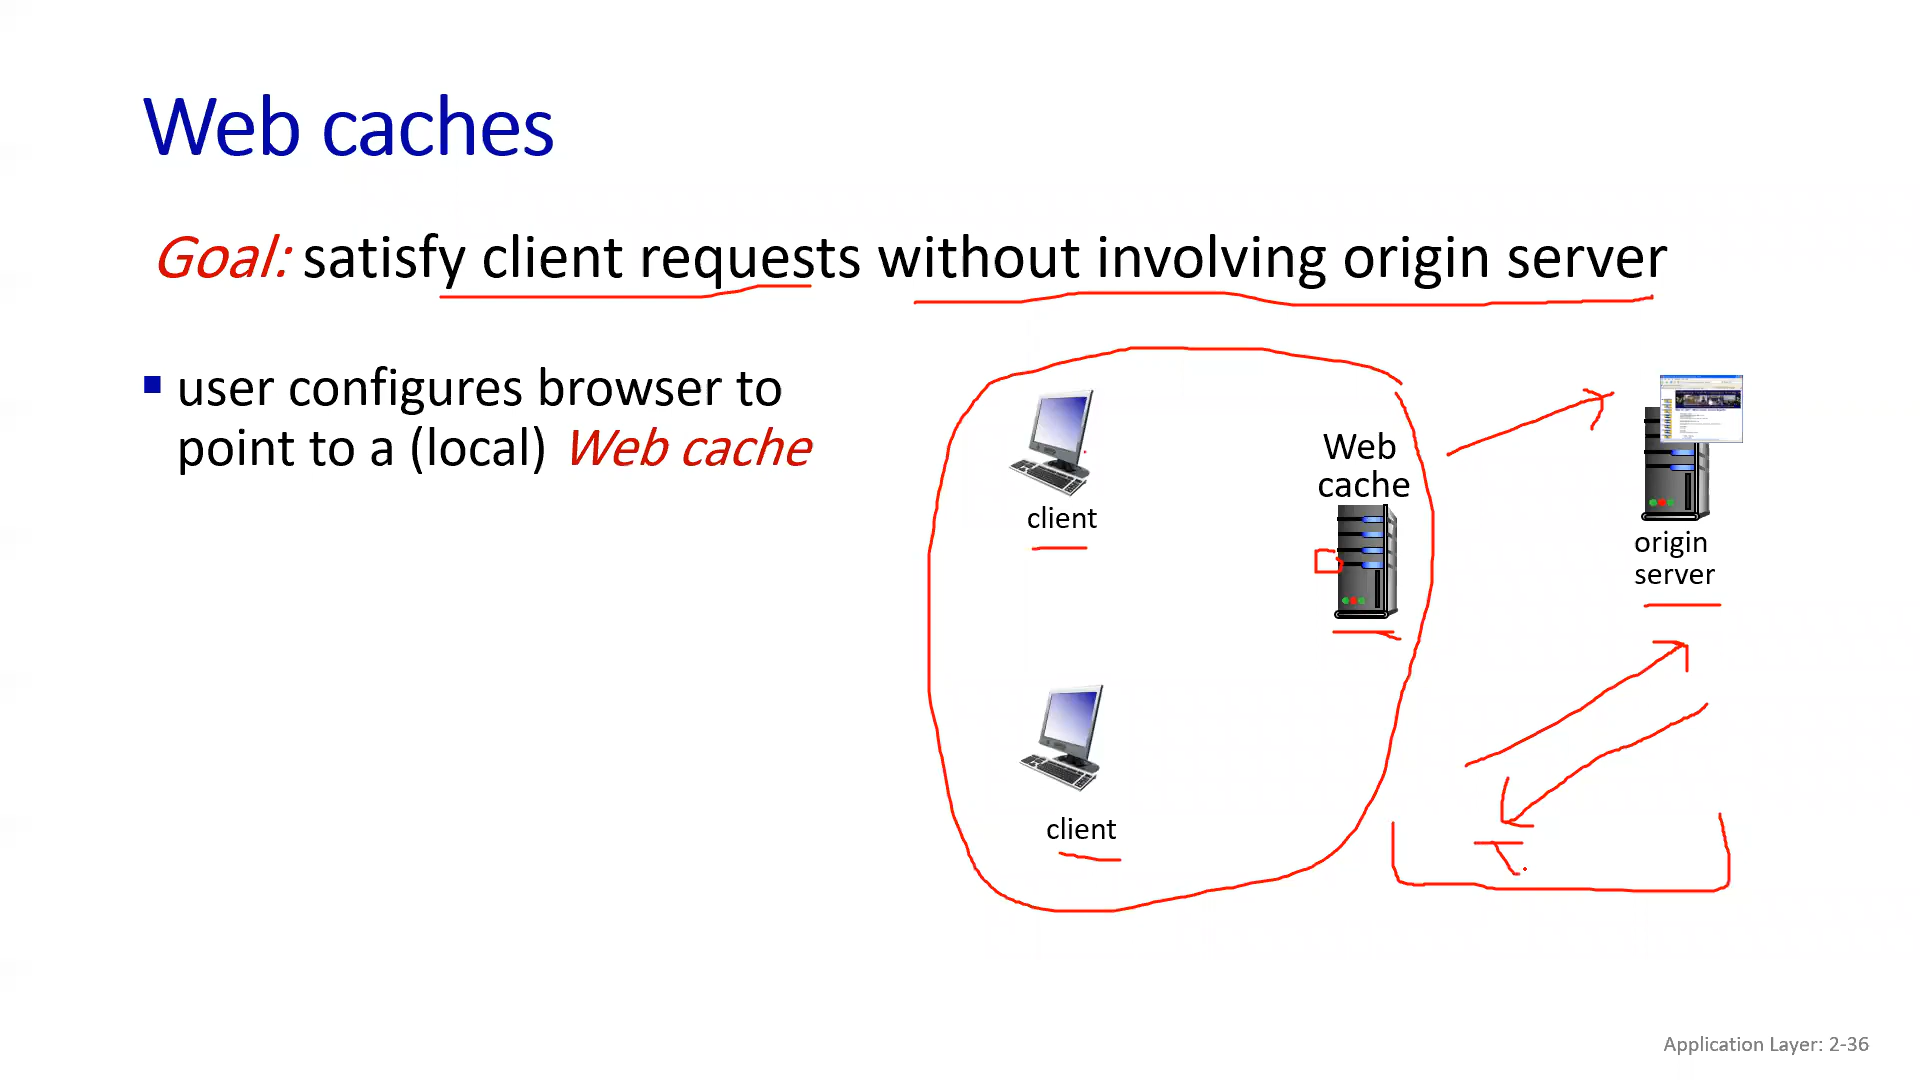 Web caches
Goal: satisfy client requests without involving origin server
▪ user configures browser to
point to a (local) Web cache
client
Web
cache
origin
server
client
Application Layer: 2-36